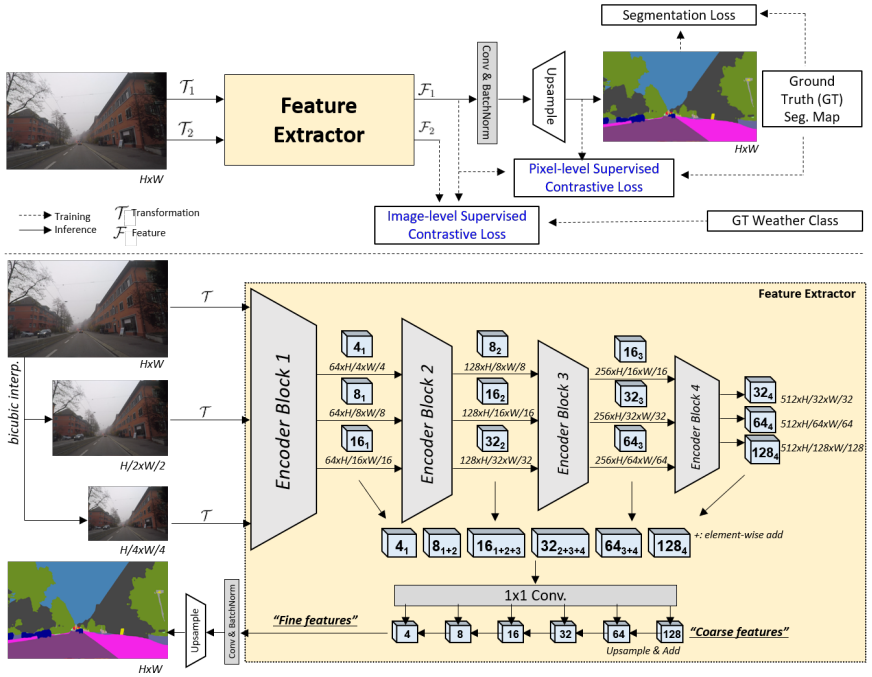 Segmentation Loss
𝒯1
𝒯2
Feature
Extractor
ℱ1
ℱ2
Conv & BatchNorm
Upsample
Ground
Truth (GT)
Seg. Map
HxW
HxW
Pixel-level Supervised
Contrastive Loss
Image-level Supervised
Contrastive Loss
GT Weather Class
Training
Inference
𝒯 Transformation
ℱ Feature
Feature Extractor
𝒯
HxW
bicubic interp.
𝒯
H/2xW/2
𝒯
H/4xW/4
Encoder Block 1
4₁
64xH/4xW/4
8₁
64xH/8xW/8
16₁
64xH/16xW/16
Encoder Block 2
8₂
128xH/8xW/8
16₂
128xH/16xW/16
32₂
128xH/32xW/32
Encoder Block 3
16₃
256xH/16xW/16
32₃
256xH/32xW/32
64₃
256xH/64xW/64
Encoder Block 4
32₄
512xH/32xW/32
64₄
512xH/64xW/64
128₄
512xH/128xW/128
4₁ 8₁₊₂ 16₁₊₂₊₃ 32₂₊₃₊₄ 64₃₊₄ 128₄
+: element-wise add
1x1 Conv.
4 8 16 32 64 128
"Fine features"
"Coarse features"
Upsample & Add
Conv & BatchNorm
Upsample
HxW